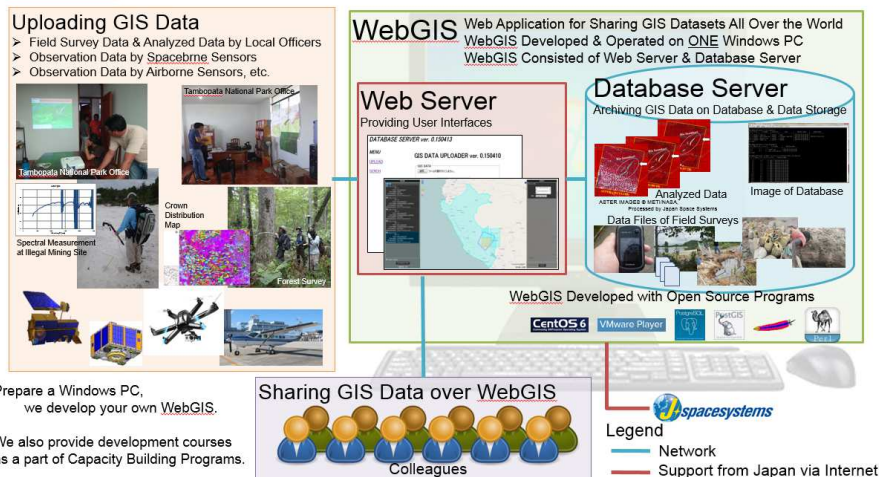 Uploading GIS Data
➢ Field Survey Data & Analyzed Data by Local Officers
➢ Observation Data by Spacebrne Sensors
➢ Observation Data by Airborne Sensors, etc.
Tambopata National Park Office
Tambopata National Park Office
Spectral Measurement
at Illegal Mining Site
Crown
Distribution
Map
Forest Survey
WebGIS
Web Application for Sharing GIS Datasets All Over the World
WebGIS Developed & Operated on ONE Windows PC
WebGIS Consisted of Web Server & Database Server
Web Server
Providing User Interfaces
DATABASE SERVER ver. 0.150413
MENU
GIS DATA UPLOADER ver. 0.150410
Database Server
Archiving GIS Data on Database & Data Storage
Analyzed Data
Image of Database
ASTER IMAGES © METI/NASA,
Processed by Japan Space Systems
Data Files of Field Surveys
WebGIS Developed with Open Source Programs
CentOS 6
VMware Player
PostgreSQL
PostGIS
Perl
Prepare a Windows PC,
we develop your own WebGIS.
We also provide development courses
as a part of Capacity Building Programs.
Sharing GIS Data over WebGIS
Colleagues
J-spacesystems
Legend
Network
Support from Japan via Internet